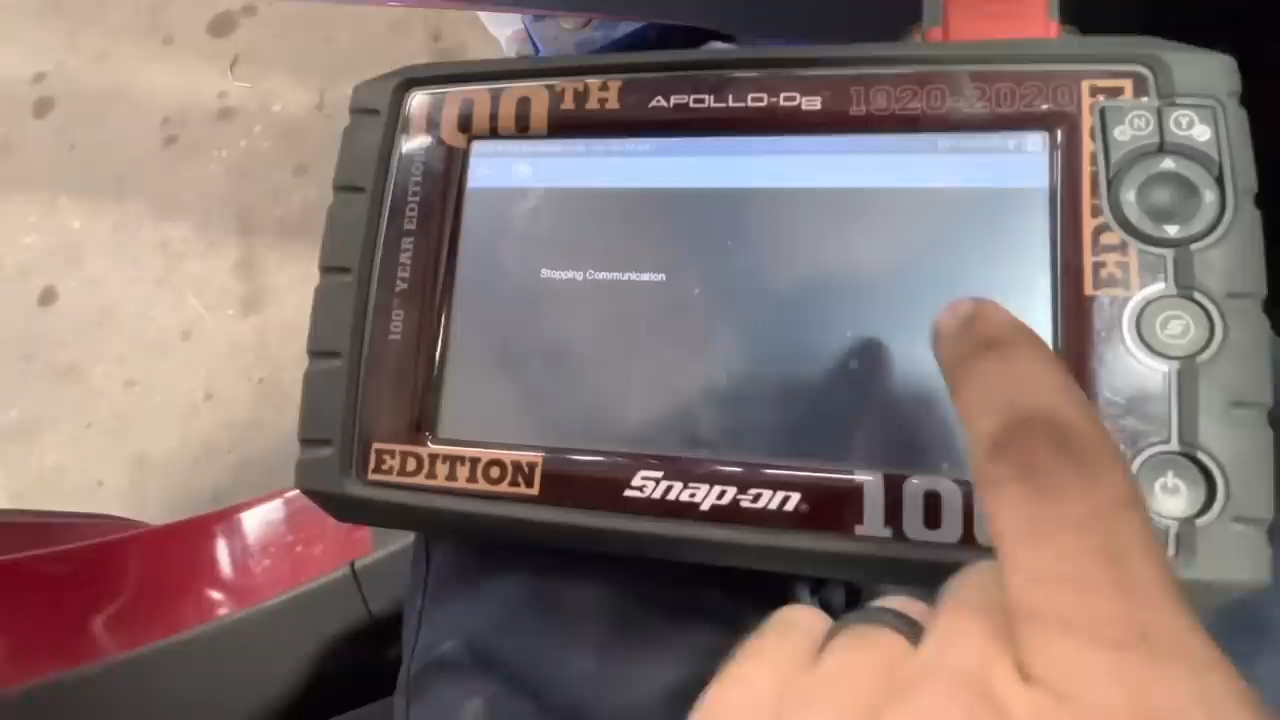 100TH
APOLLO-D8
1920-2020
100TH YEAR EDITION
N
Y
Stopping Communication
S
EDITION
Snap-on